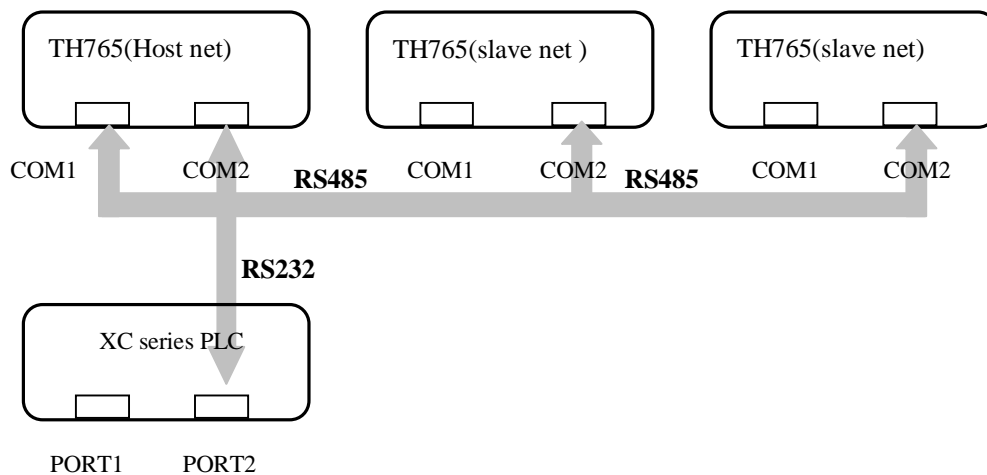 TH765(Host net)
TH765(slave net )
TH765(slave net)
COM1
COM2
COM1
COM2
COM1
COM2
RS485
RS485
RS232
XC series PLC
PORT1
PORT2